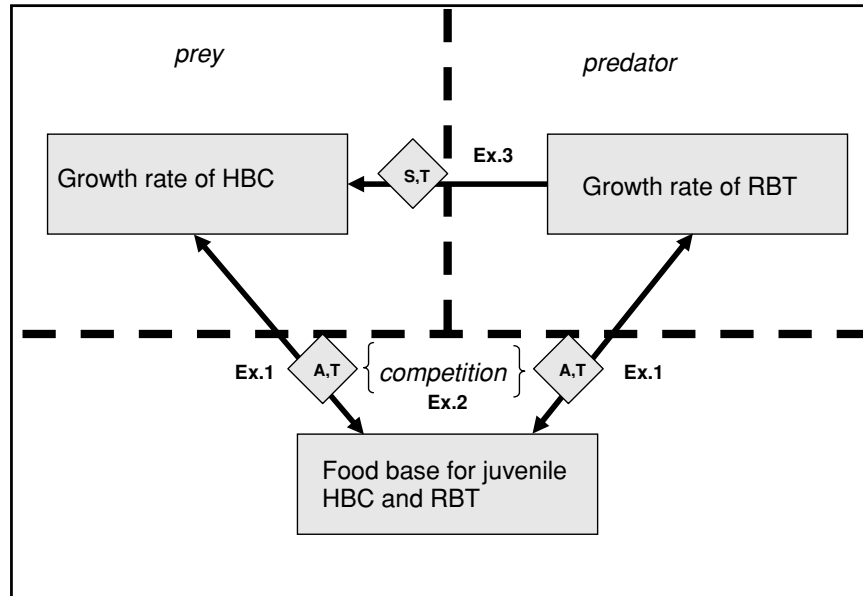 prey
predator
Ex.3
S,T
Growth rate of HBC
Growth rate of RBT
Ex.1
A,T
{ competition }
A,T
Ex.1
Ex.2
Food base for juvenile
HBC and RBT